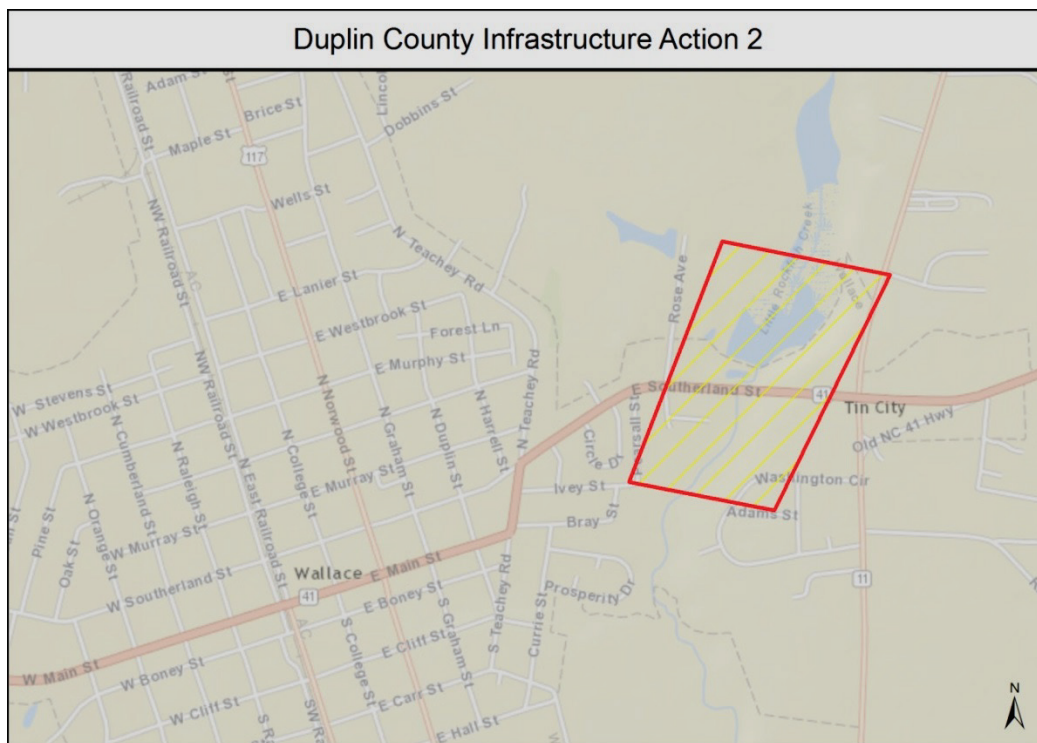 Duplin County Infrastructure Action 2
Adam St
Railroad St
Lincol
Brice St
Dobbins St
Maple St
117
Wells St
NW Railroad St
N Teachey Rd
AC
E Lanier St
Little Rockfish Creek
Wallace
Rose Ave
E Westbrook St
Forest Ln
E Murphy St
NW Railroad St
W Stevens St
W Westbrook St
N Norwood St
N Teachey Rd
E Southerland St
41
Tin City
Old NC 41 Hwy
N Cumberland St
N Raleigh St
N College St
N Graham St
N Duplin St
N Harrell St
Circle Dr
Pearsall St
N East Railroad St
E Murray St
Ivey St
Washington Cir
Pine St
Oak St
N Orange St
W Murray St
Bray St
Adams St
W Southerland St
Wallace
E Main St
41
Prosperity Dr
11
E Boney St
AC
S College St
S Graham St
S Teachey Rd
Currie St
E Cliff St
W Main St
W Boney St
E Carr St
W Cliff St
E Hall St
N